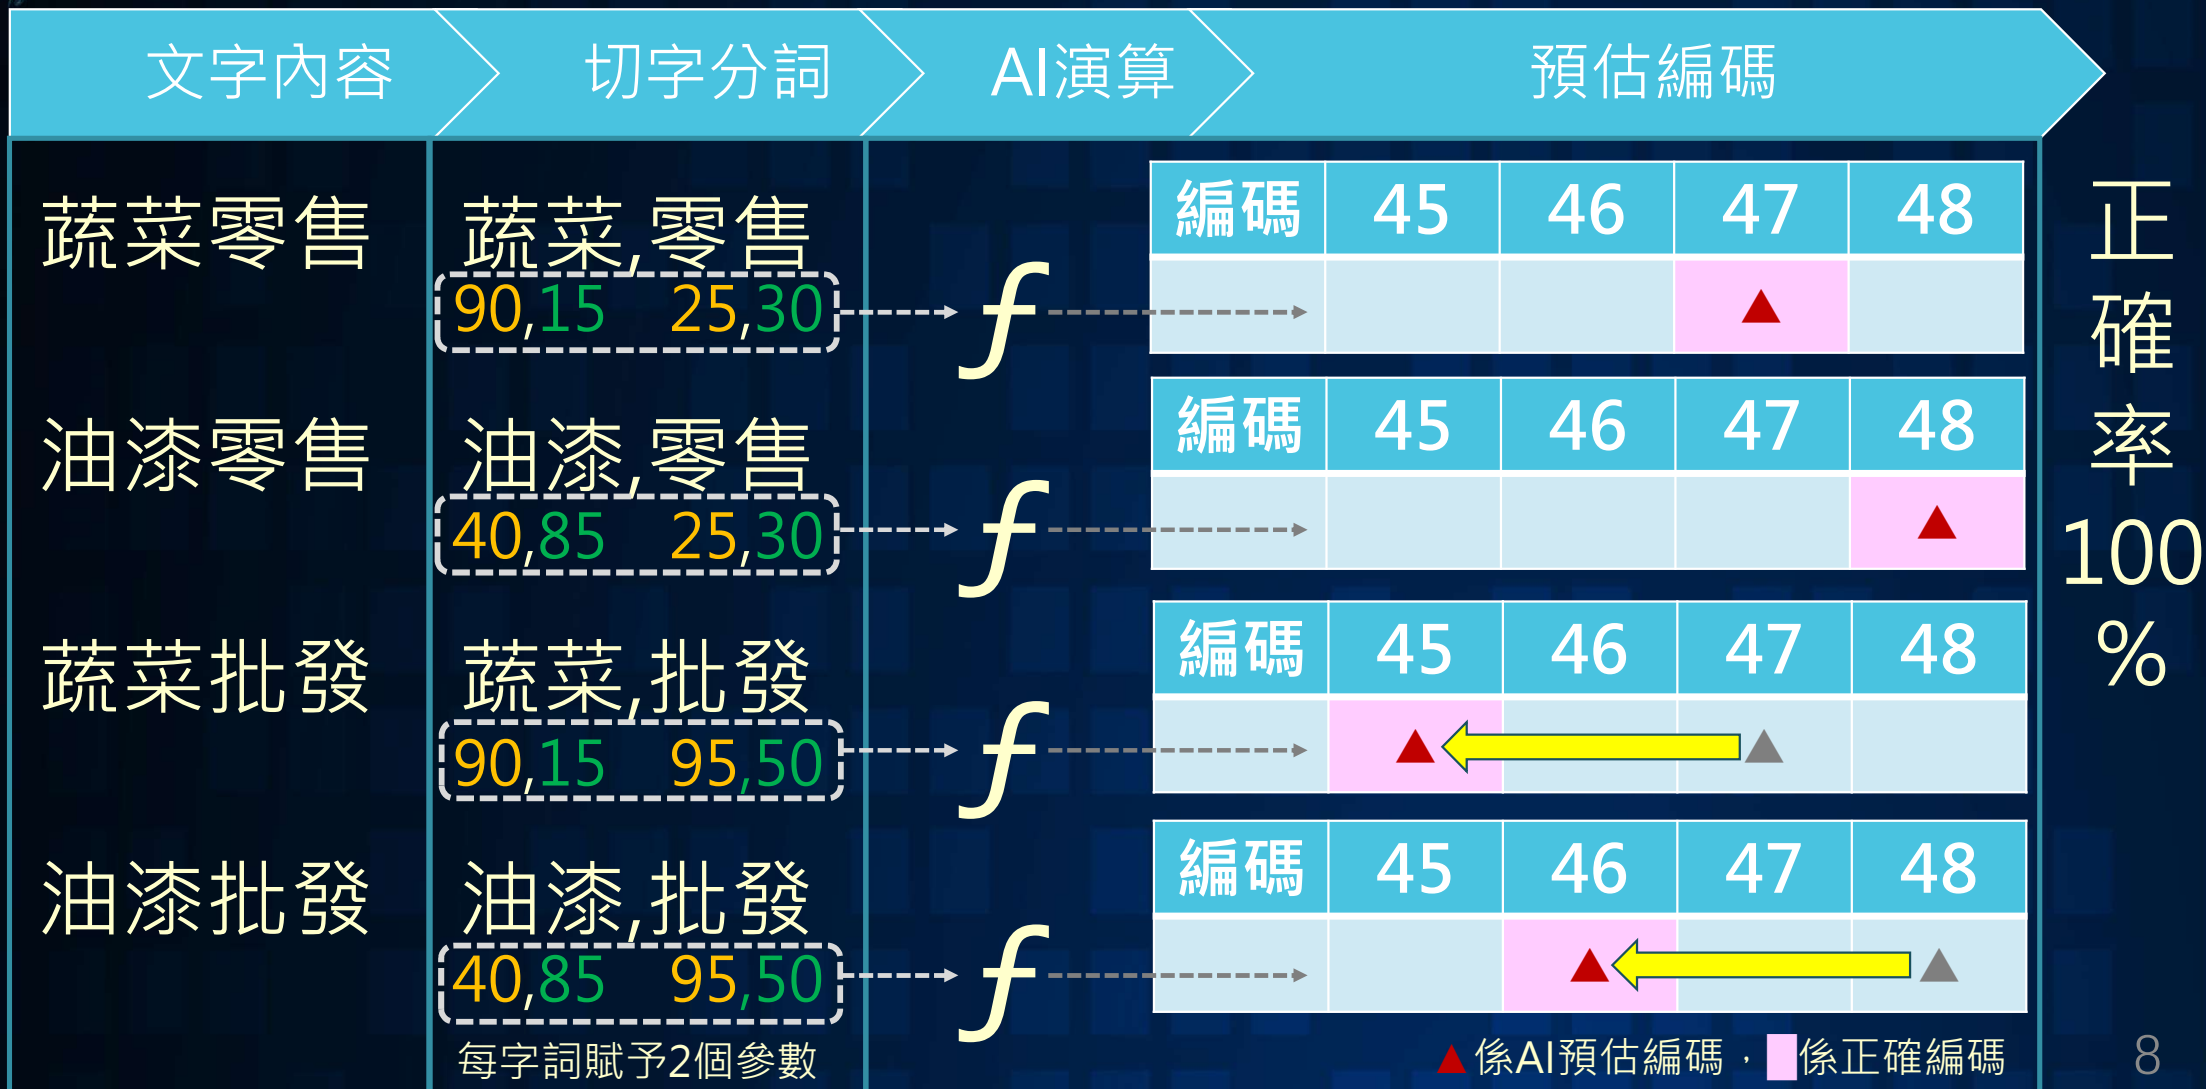 文字內容 切字分詞 AI演算 預估編碼
蔬菜零售 蔬菜,零售 編碼 45 46 47 48
90,15 25,30 f
油漆零售 油漆,零售 編碼 45 46 47 48
40,85 25,30 f
蔬菜批發 蔬菜,批發 編碼 45 46 47 48
90,15 95,50 f
油漆批發 油漆,批發 編碼 45 46 47 48
40,85 95,50 f
每字詞賦予2個參數
▲係AI預估編碼，係正確編碼
正
確
率
100
%
8